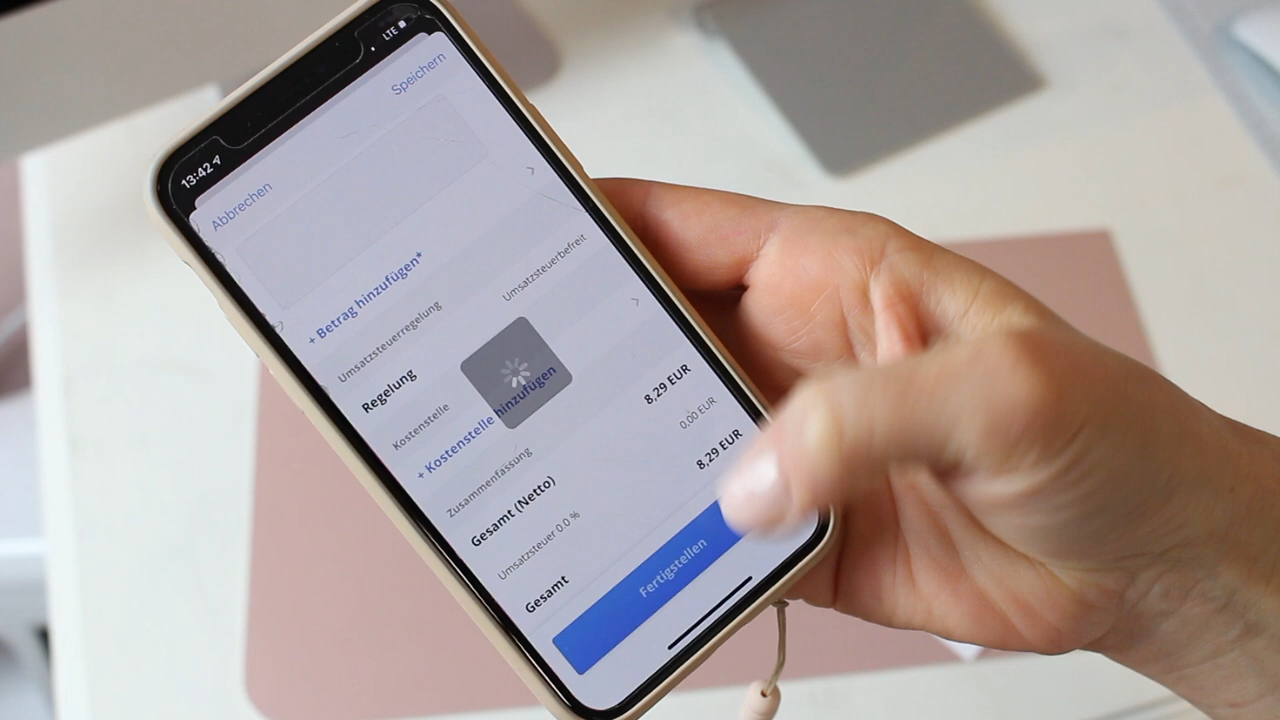 13:42
LTE
Abbrechen
Speichern
+ Betrag hinzufügen*
Umsatzsteuerregelung
Regelung
Umsatzsteuerbefreit
Kostenstelle
+ Kostenstelle hinzufügen
Zusammenfassung
Gesamt (Netto)
8,29 EUR
Umsatzsteuer 0.0 %
0,00 EUR
Gesamt
8,29 EUR
Fertigstellen